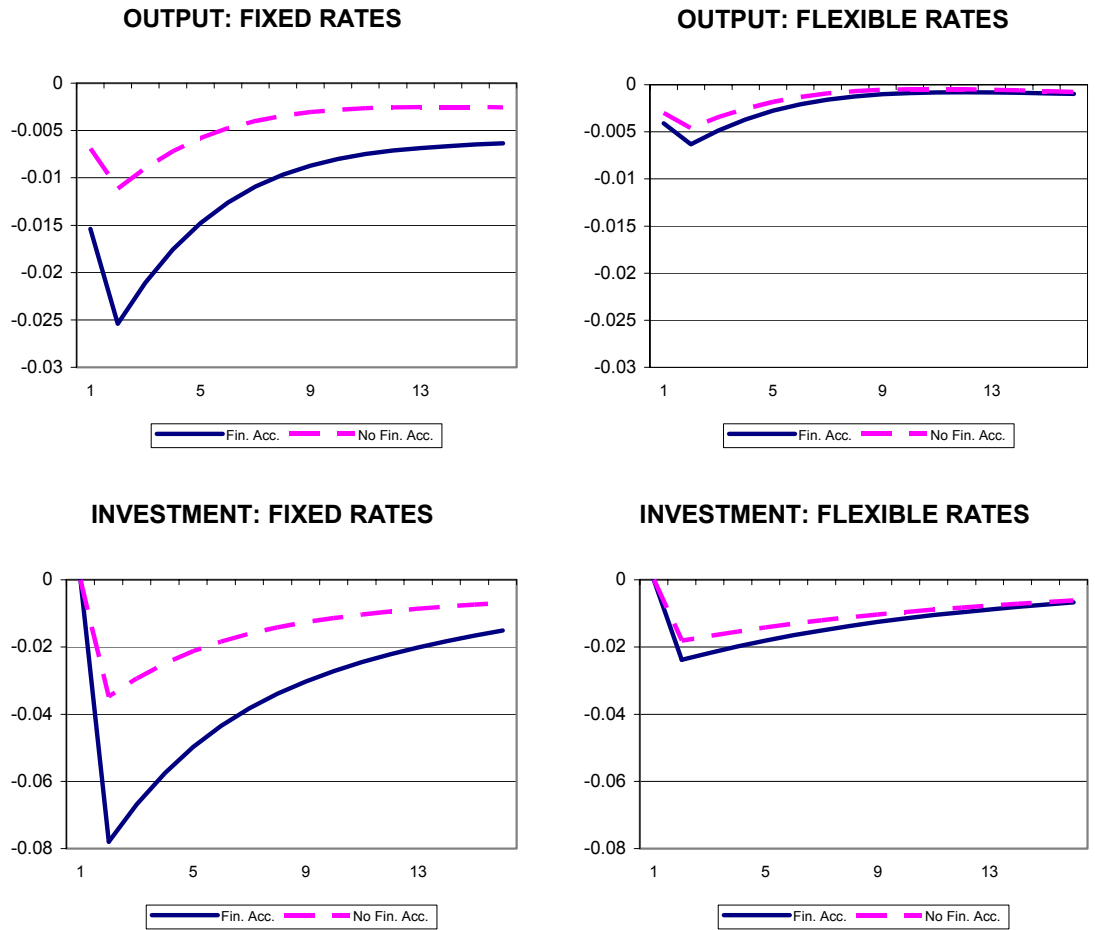 OUTPUT: FIXED RATES
0
-0.005
-0.01
-0.015
-0.02
-0.025
-0.03
1 5 9 13
Fin. Acc. No Fin. Acc.
OUTPUT: FLEXIBLE RATES
0
-0.005
-0.01
-0.015
-0.02
-0.025
-0.03
1 5 9 13
Fin. Acc. No Fin. Acc.
INVESTMENT: FIXED RATES
0
-0.02
-0.04
-0.06
-0.08
1 5 9 13
Fin. Acc. No Fin. Acc.
INVESTMENT: FLEXIBLE RATES
0
-0.02
-0.04
-0.06
-0.08
1 5 9 13
Fin. Acc. No Fin. Acc.